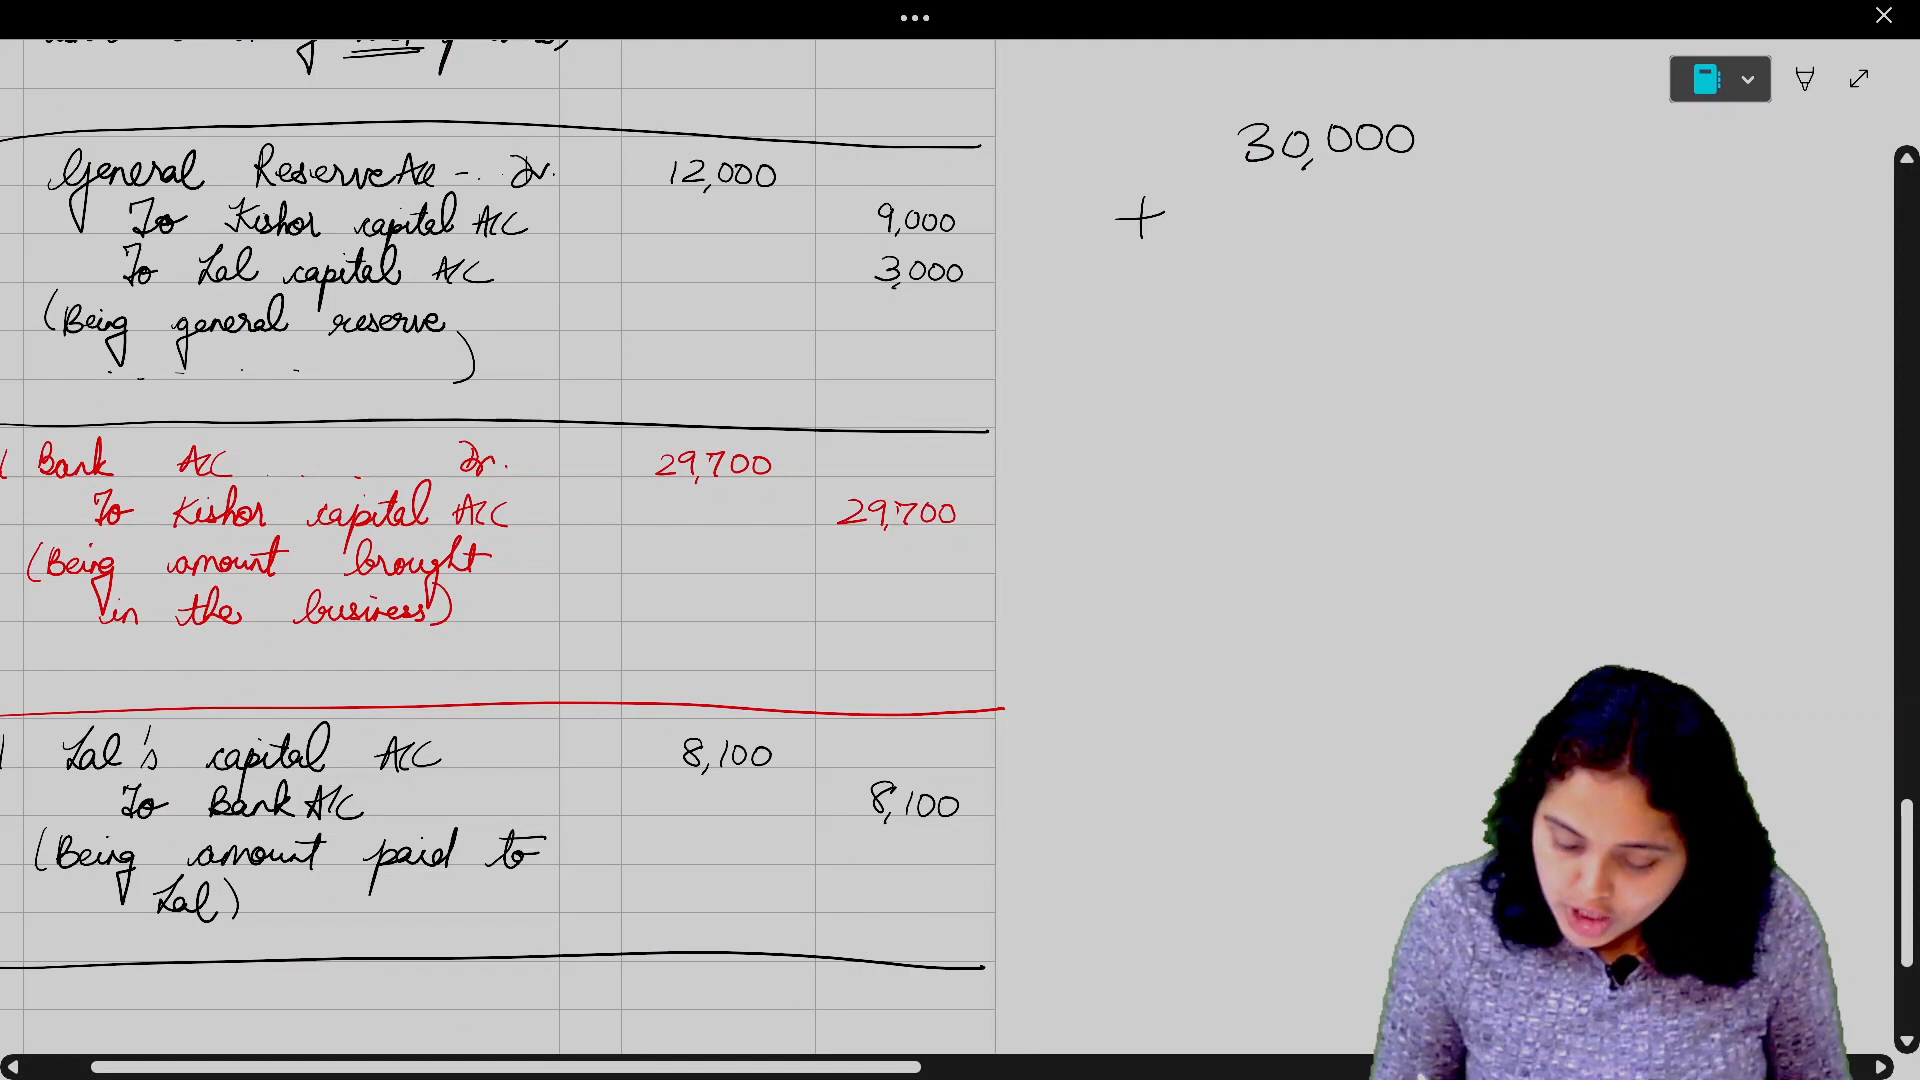 General Reserve A/c - . Dr. 12,000
To Kishor capital A/C 9,000
To Lal capital A/C 3,000
(Being general reserve
)
Bank A/C .... Dr. 29,700
To Kishor capital A/C 29,700
(Being amount brought
in the business)
Lal's capital A/C 8,100
To Bank A/C 8,100
(Being amount paid to
Lal)
30,000
+